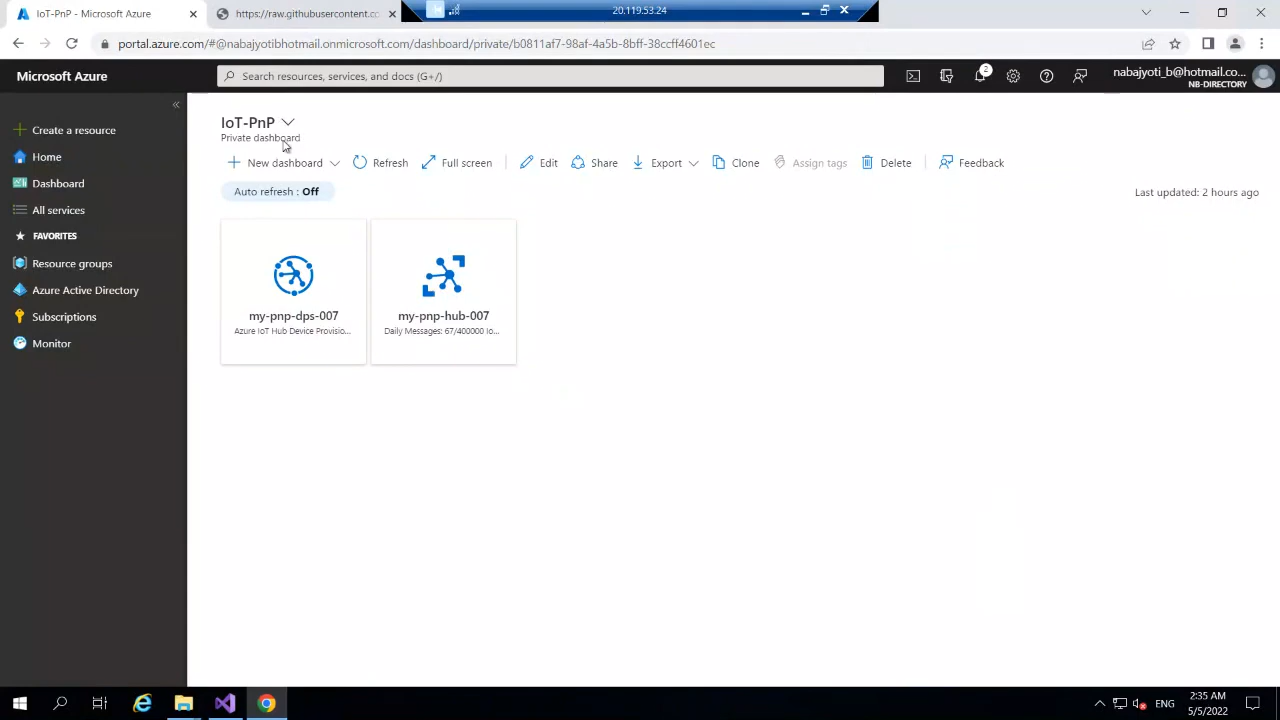 IoT-PnP - Microsoft Azure
https://raw.githubusercontent.cc
20.119.53.24
portal.azure.com/#@nabajyotibhotmail.onmicrosoft.com/dashboard/private/b0811af7-98af-4a5b-8bff-38ccff4601ec
Microsoft Azure
Search resources, services, and docs (G+/)
2
nabajyoti_b@hotmail.co...
NB-DIRECTORY
Create a resource
Home
Dashboard
All services
FAVORITES
Resource groups
Azure Active Directory
Subscriptions
Monitor
IoT-PnP
Private dashboard
New dashboard
Refresh
Full screen
Edit
Share
Export
Clone
Assign tags
Delete
Feedback
Auto refresh : Off
Last updated: 2 hours ago
my-pnp-dps-007
Azure IoT Hub Device Provisio...
my-pnp-hub-007
Daily Messages: 67/400000 Io...
ENG
2:35 AM
5/5/2022